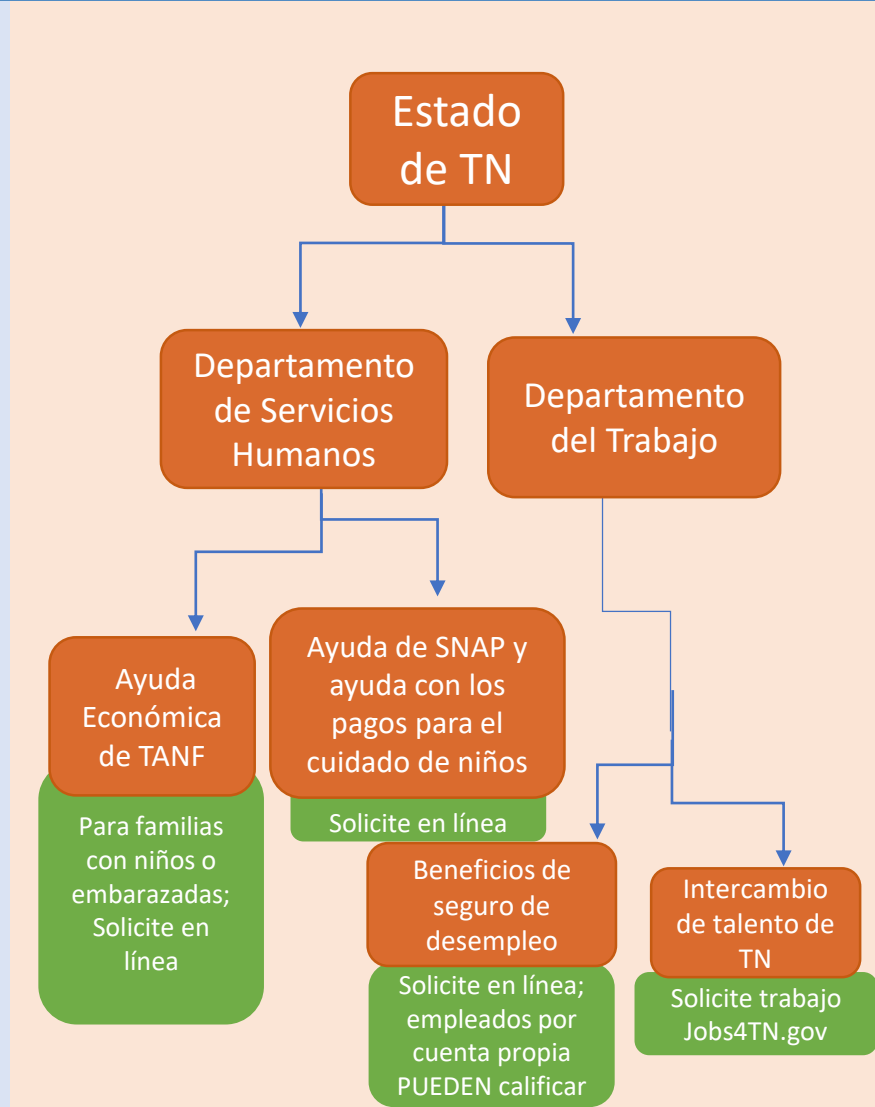 Estado
de TN
Departamento
de Servicios
Humanos
Departamento
del Trabajo
Ayuda
Económica
de TANF
Para familias
con niños o
embarazadas;
Solicite en
línea
Ayuda de SNAP y
ayuda con los
pagos para el
cuidado de niños
Solicite en línea
Beneficios de
seguro de
desempleo
Solicite en línea;
empleados por
cuenta propia
PUEDEN calificar
Intercambio
de talento de
TN
Solicite trabajo
Jobs4TN.gov